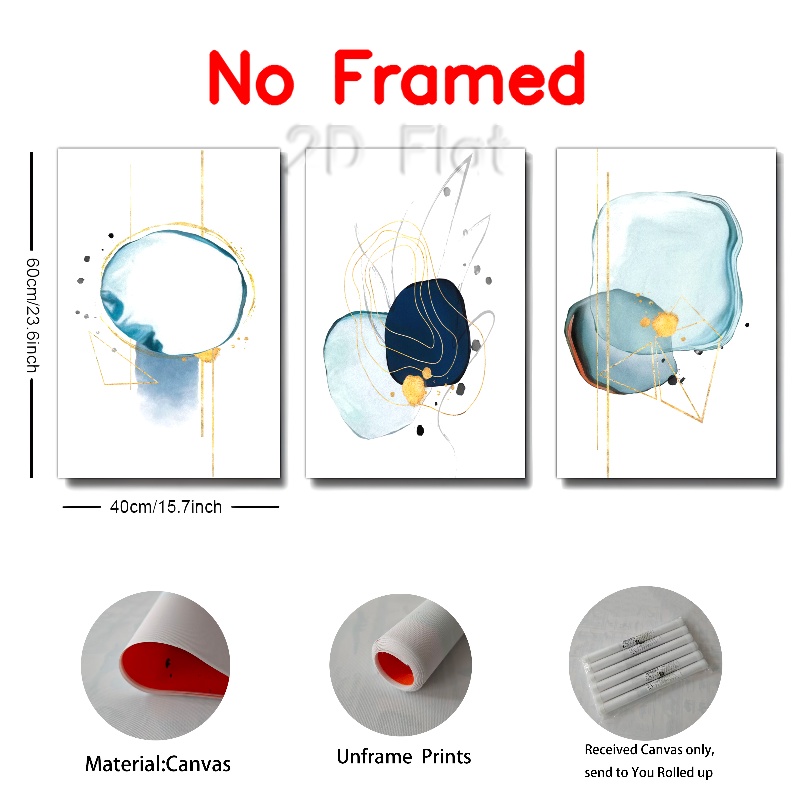 No Framed
2D Flat
60cm/23.6inch
40cm/15.7inch
Material:Canvas
Unframe Prints
Received Canvas only,
send to You Rolled up